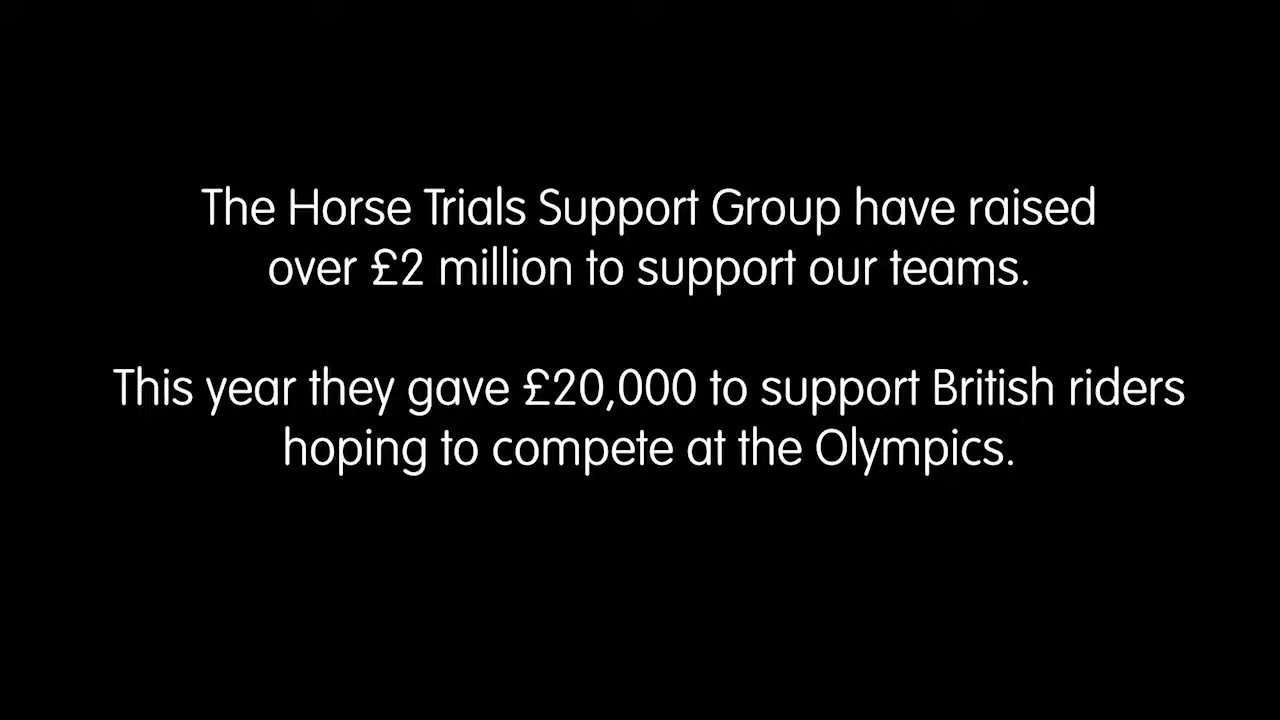 The Horse Trials Support Group have raised
over £2 million to support our teams.
This year they gave £20,000 to support British riders
hoping to compete at the Olympics.